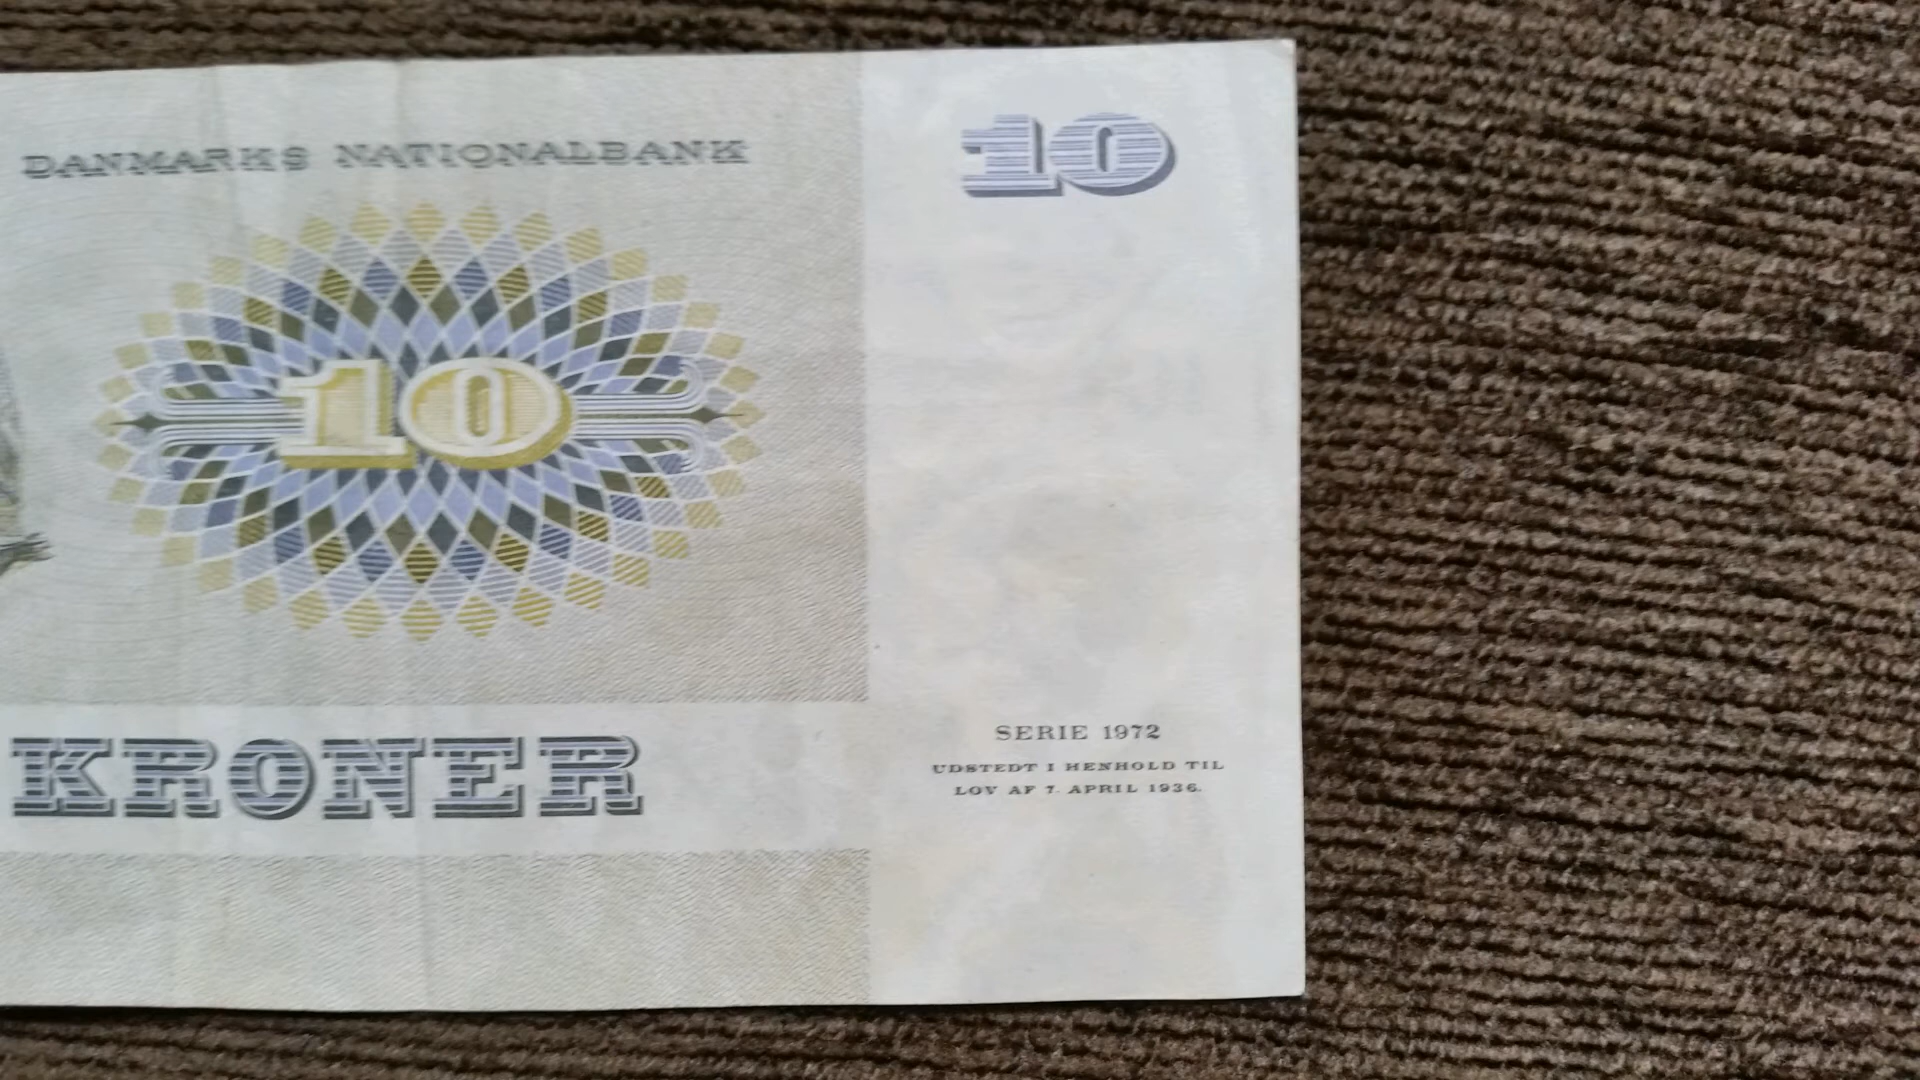 DANMARKS NATIONALBANK
10
10
KRONER
SERIE 1972
UDSTEDT I HENHOLD TIL
LOV AF 7. APRIL 1936.